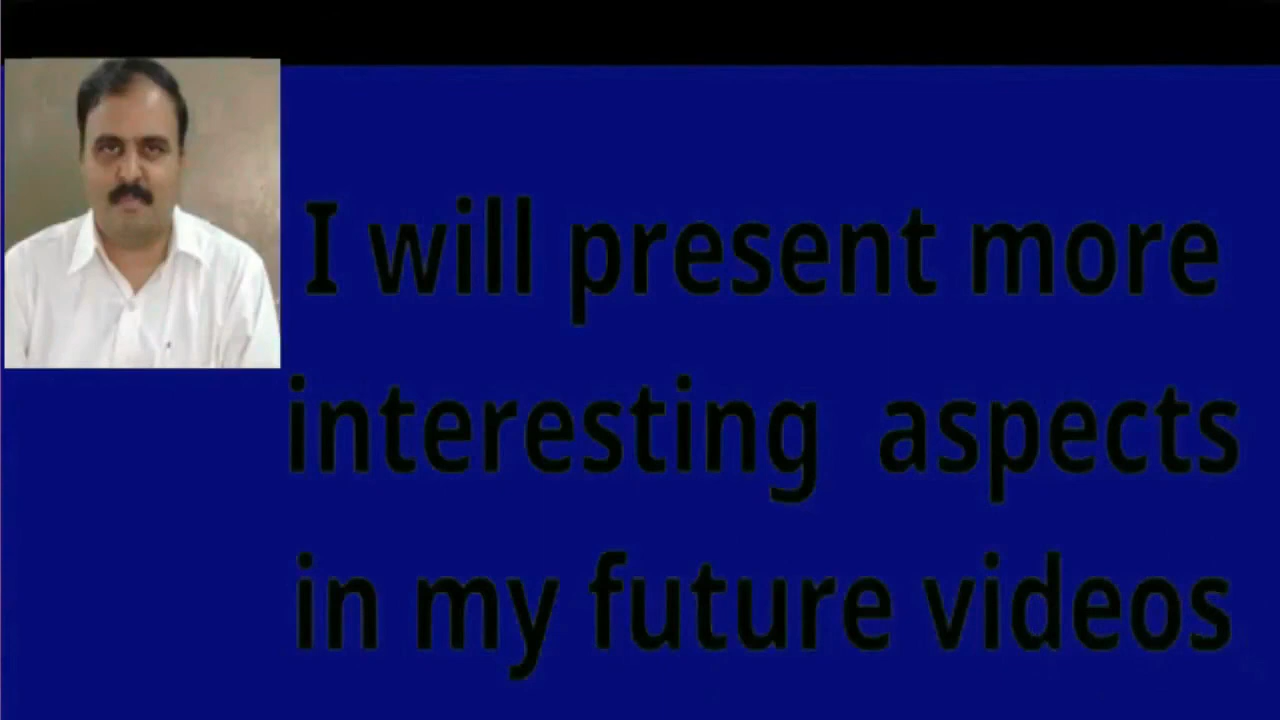 I will present more
interesting aspects
in my future videos